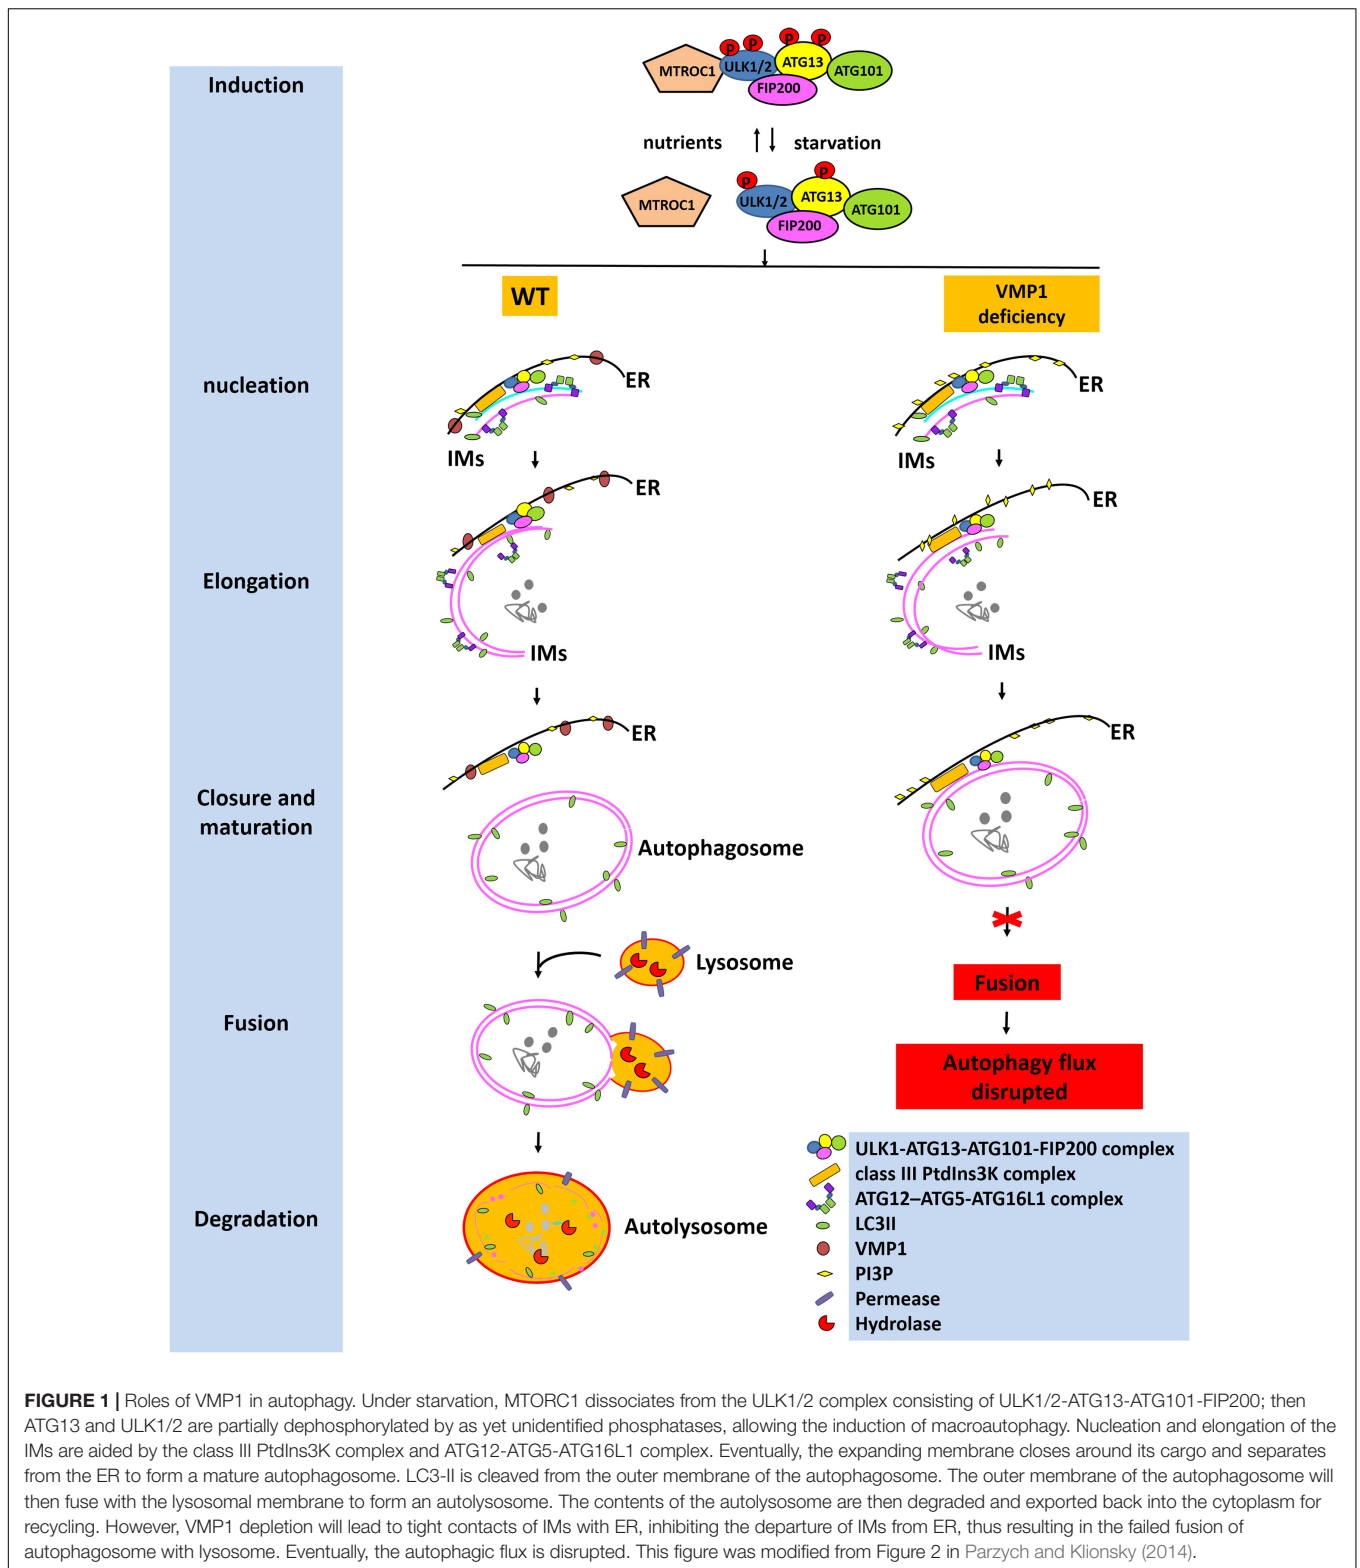 Induction
P P P P
MTROC1 ULK1/2 ATG13 ATG101
FIP200
nutrients starvation
P P
MTROC1 ULK1/2 ATG13 ATG101
FIP200
WT
VMP1
deficiency
nucleation
ER
ER
IMs
IMs
ER
ER
Elongation
IMs
IMs
ER
ER
Closure and
maturation
Autophagosome
Lysosome
Fusion
Fusion
Autophagy flux
disrupted
Degradation
Autolysosome
ULK1-ATG13-ATG101-FIP200 complex
class III PtdIns3K complex
ATG12–ATG5-ATG16L1 complex
LC3II
VMP1
PI3P
Permease
Hydrolase
FIGURE 1 | Roles of VMP1 in autophagy. Under starvation, MTORC1 dissociates from the ULK1/2 complex consisting of ULK1/2-ATG13-ATG101-FIP200; then
ATG13 and ULK1/2 are partially dephosphorylated by as yet unidentified phosphatases, allowing the induction of macroautophagy. Nucleation and elongation of the
IMs are aided by the class III PtdIns3K complex and ATG12-ATG5-ATG16L1 complex. Eventually, the expanding membrane closes around its cargo and separates
from the ER to form a mature autophagosome. LC3-II is cleaved from the outer membrane of the autophagosome. The outer membrane of the autophagosome will
then fuse with the lysosomal membrane to form an autolysosome. The contents of the autolysosome are then degraded and exported back into the cytoplasm for
recycling. However, VMP1 depletion will lead to tight contacts of IMs with ER, inhibiting the departure of IMs from ER, thus resulting in the failed fusion of
autophagosome with lysosome. Eventually, the autophagic flux is disrupted. This figure was modified from Figure 2 in Parzych and Klionsky (2014).